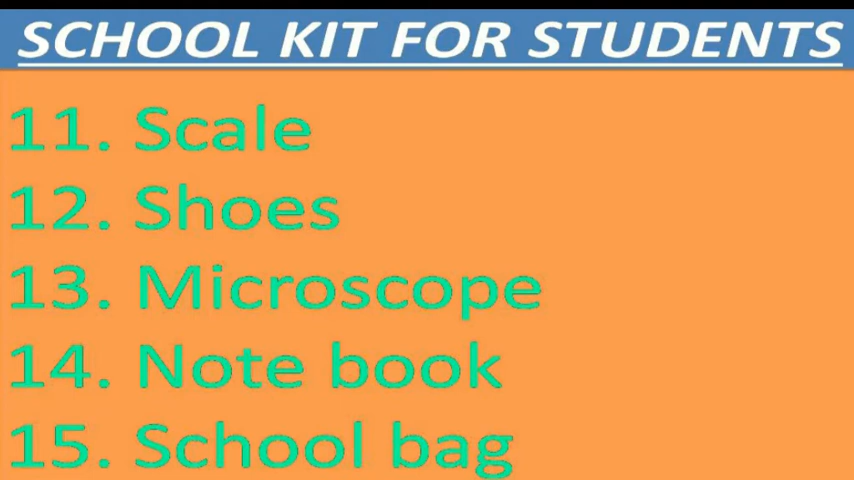 SCHOOL KIT FOR STUDENTS
11. Scale
12. Shoes
13. Microscope
14. Note book
15. School bag